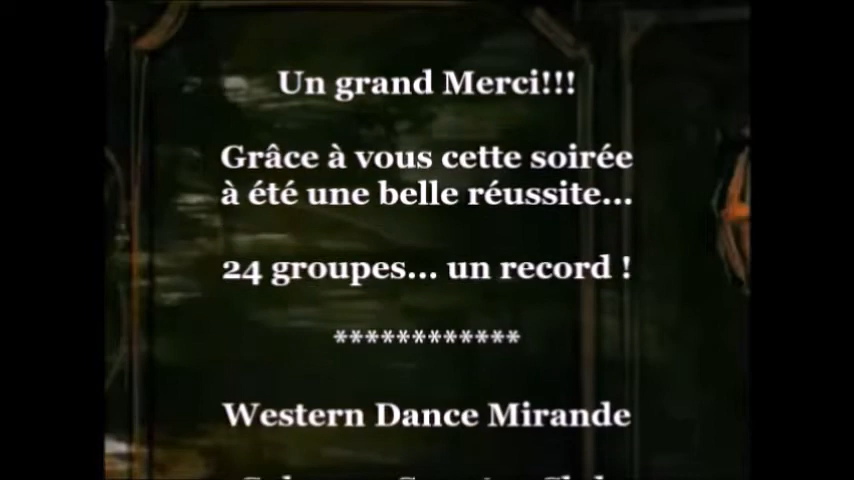 Un grand Merci!!!
Grâce à vous cette soirée
à été une belle réussite...
24 groupes... un record !
************
Western Dance Mirande